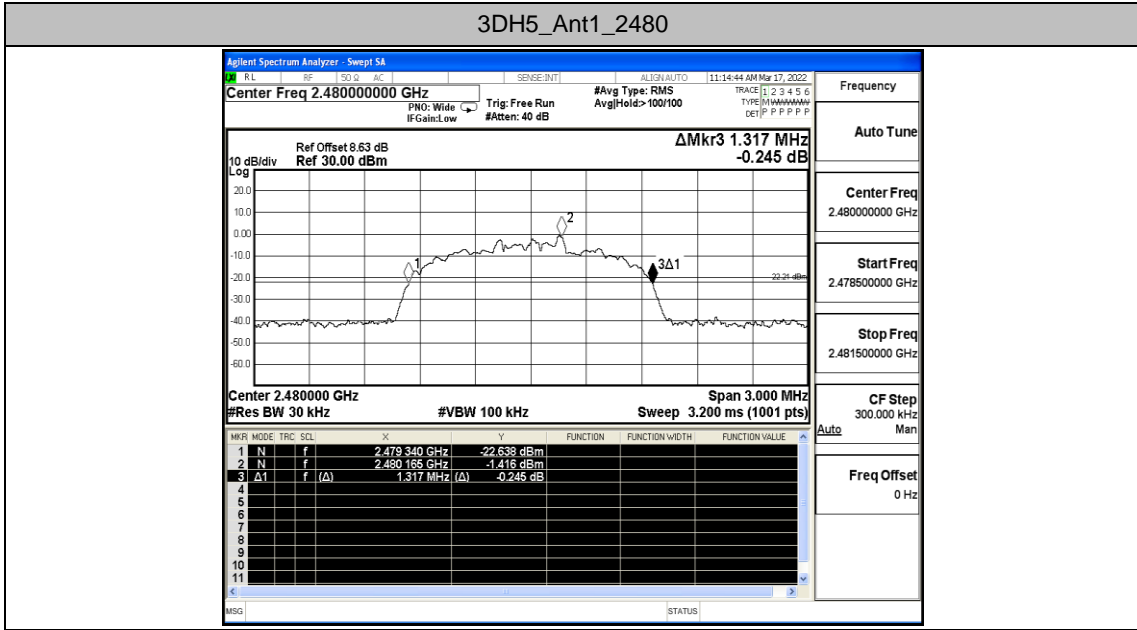 3DH5_Ant1_2480
Agilent Spectrum Analyzer - Swept SA
LXI RL RF 50 Ω AC SENSE:INT ALIGNAUTO 11:14:44 AM Mar 17, 2022
Center Freq 2.480000000 GHz
PNO: Wide
IFGain:Low
Trig: Free Run
#Atten: 40 dB
#Avg Type: RMS
Avg|Hold:>100/100
TRACE 1 2 3 4 5 6
TYPE M
DET P P P P P P
ΔMkr3 1.317 MHz
-0.245 dB
Ref Offset 8.63 dB
10 dB/div Ref 30.00 dBm
Log
20.0
10.0
0.00
-10.0
-20.0
-30.0
-40.0
-50.0
-60.0
1
2
3Δ1
-22.21 dBm
Center 2.480000 GHz Span 3.000 MHz
#Res BW 30 kHz #VBW 100 kHz Sweep 3.200 ms (1001 pts)
MKR MODE TRC SCL X Y FUNCTION FUNCTION WIDTH FUNCTION VALUE
1 N f 2.479 340 GHz -22.638 dBm
2 N f 2.480 165 GHz -1.416 dBm
3 Δ1 f (Δ) 1.317 MHz (Δ) -0.245 dB
4
5
6
7
8
9
10
11
MSG STATUS
Frequency
Auto Tune
Center Freq
2.480000000 GHz
Start Freq
2.478500000 GHz
Stop Freq
2.481500000 GHz
CF Step
300.000 kHz
Auto Man
Freq Offset
0 Hz